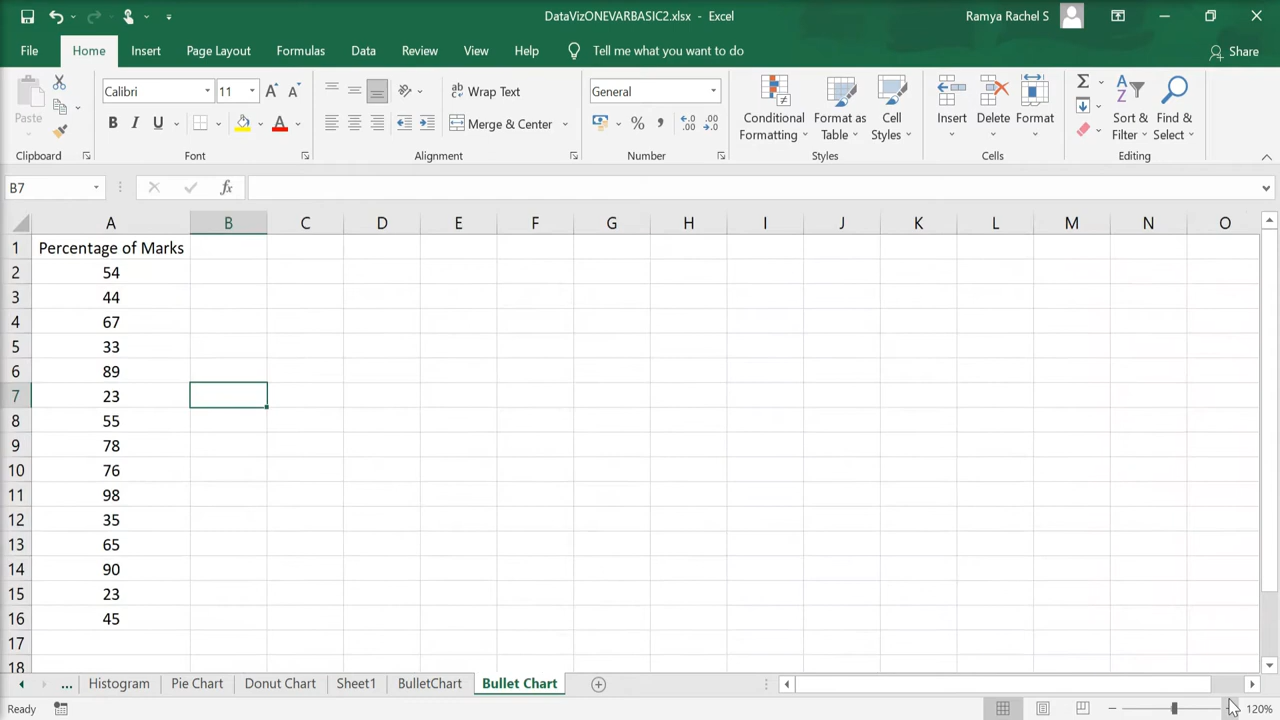 DataVizONEVARBASIC2.xlsx - Excel
Ramya Rachel S
File Home Insert Page Layout Formulas Data Review View Help Tell me what you want to do Share
Paste
Clipboard
Calibri 11
B I U A
Font
Wrap Text
Merge & Center
Alignment
General
% ,
Number
Conditional Formatting
Format as Table
Cell Styles
Styles
Insert Delete Format
Cells
Sort & Filter
Find & Select
Editing
B7 fx
A B C D E F G H I J K L M N O
1 Percentage of Marks
2 54
3 44
4 67
5 33
6 89
7 23
8 55
9 78
10 76
11 98
12 35
13 65
14 90
15 23
16 45
17
18
... Histogram Pie Chart Donut Chart Sheet1 BulletChart Bullet Chart
Ready 120%